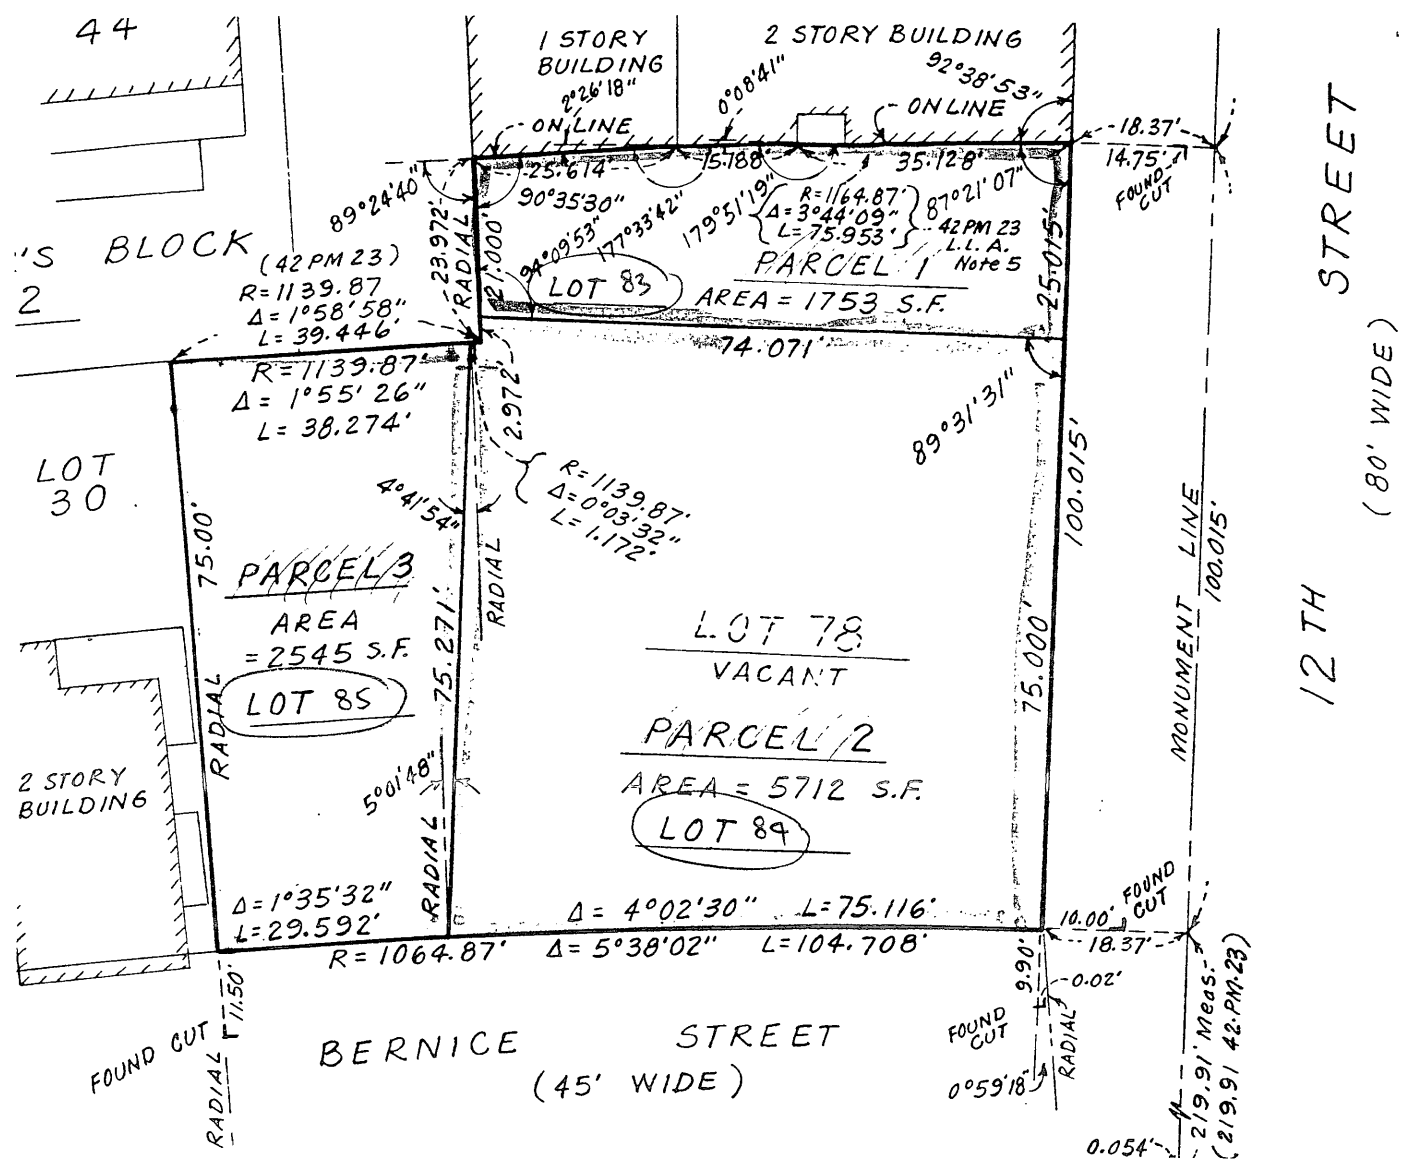 44
1 STORY
BUILDING
2 STORY BUILDING
2°26'18"
0°08'41"
92°38'53"
ON LINE
ON LINE
18.37'
14.75'
FOUND
CUT
25.614'
15.188'
35.128'
89°24'40"
90°35'30"
94°09'53"
177°33'42"
179°51'19"
R=1164.87'
Δ=3°44'09"
L=75.953'
87°21'07"
42 PM 23
L.L.A.
Note 5
23.972'
RADIAL
21.000'
25.015'
'S BLOCK
2
(42 PM 23)
R=1139.87
Δ=1°58'58"
L=39.446'
LOT 83
PARCEL 1
AREA = 1753 S.F.
74.071'
R=1139.87'
Δ= 1°55'26"
L= 38.274'
2.972'
89°31'31"
LOT
30
4°41'54"
R=1139.87'
Δ=0°03'32"
L=1.172'
RADIAL
100.015'
MONUMENT LINE
100.015'
12TH STREET
(80' WIDE)
75.00'
RADIAL
PARCEL 3
AREA
= 2545 S.F.
LOT 85
75.271'
LOT 78
VACANT
75.000'
PARCEL 2
AREA = 5712 S.F.
LOT 84
2 STORY
BUILDING
5°01'48"
RADIAL
Δ=1°35'32"
L=29.592'
Δ= 4°02'30" L=75.116'
R= 1064.87' Δ= 5°38'02" L=104.708'
10.00'
FOUND
CUT
18.37'
9.90'
0.02'
11.50'
FOUND CUT
RADIAL
BERNICE STREET
(45' WIDE)
FOUND
CUT
RADIAL
0°59'18"
219.91' Meas.
(219.91 42-PM-23)
0.054'